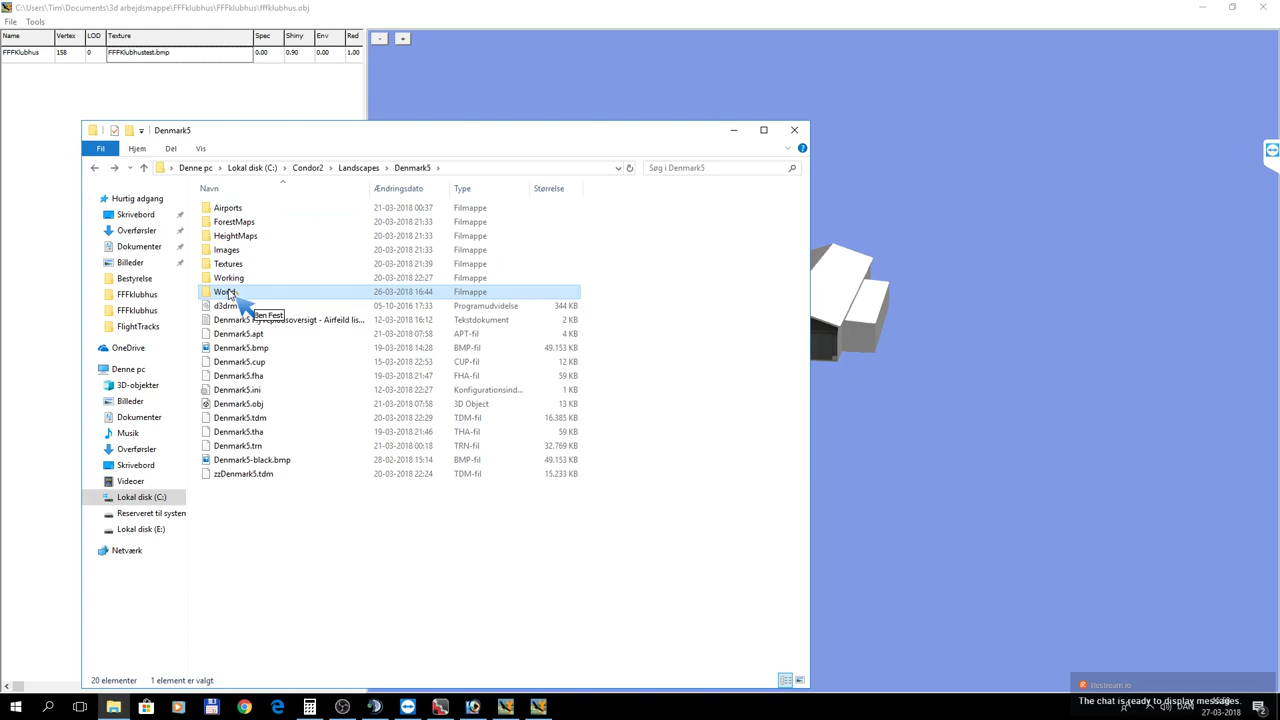 C:\Users\Tim\Documents\3d arbejdsmappe\FFFklubhus\FFFklubhus\fffklubhus.obj
File Tools
Name Vertex LOD Texture Spec Shiny Env Red
FFFKlubhus 158 0 FFFKlubhustest.bmp 0.00 0.90 0.00 1.00
- +
Denmark5
Fil Hjem Del Vis
Denne pc Lokal disk (C:) Condor2 Landscapes Denmark5
Søg i Denmark5
Navn Ændringsdato Type Størrelse
Hurtig adgang
Skrivebord
Overførsler
Dokumenter
Billeder
Bestyrelse
FFFklubhus
FFFklubhus
FlightTracks
OneDrive
Denne pc
3D-objekter
Billeder
Dokumenter
Musik
Overførsler
Skrivebord
Videoer
Lokal disk (C:)
Reserveret til system
Lokal disk (E:)
Netværk
Airports 21-03-2018 00:37 Filmappe
ForestMaps 20-03-2018 21:33 Filmappe
HeightMaps 20-03-2018 21:33 Filmappe
Images 20-03-2018 21:33 Filmappe
Textures 20-03-2018 21:39 Filmappe
Working 20-03-2018 22:27 Filmappe
World 26-03-2018 16:44 Filmappe
d3drm 05-10-2016 17:33 Programudvidelse 344 KB
Ben Fest
12-03-2018 16:12 Tekstdokument 2 KB
Denmark5.apt 21-03-2018 00:31 APT-fil 4 KB
Denmark5.bmp 19-03-2018 14:28 BMP-fil 49.153 KB
Denmark5.cup 15-03-2018 22:53 CUP-fil 12 KB
Denmark5.fha 19-03-2018 21:47 FHA-fil 59 KB
Denmark5.ini 12-03-2018 22:27 Konfigurationsind... 1 KB
Denmark5.obj 21-03-2018 07:58 3D Object 13 KB
Denmark5.tdm 20-03-2018 22:29 TDM-fil 16.385 KB
Denmark5.tha 19-03-2018 21:46 THA-fil 59 KB
Denmark5.trn 21-03-2018 00:18 TRN-fil 32.769 KB
Denmark5-black.bmp 28-02-2018 15:14 BMP-fil 49.153 KB
zzDenmark5.tdm 20-03-2018 22:24 TDM-fil 15.233 KB
20 elementer 1 element er valgt
Restream.io
The chat is ready to display messages.
27-03-2018